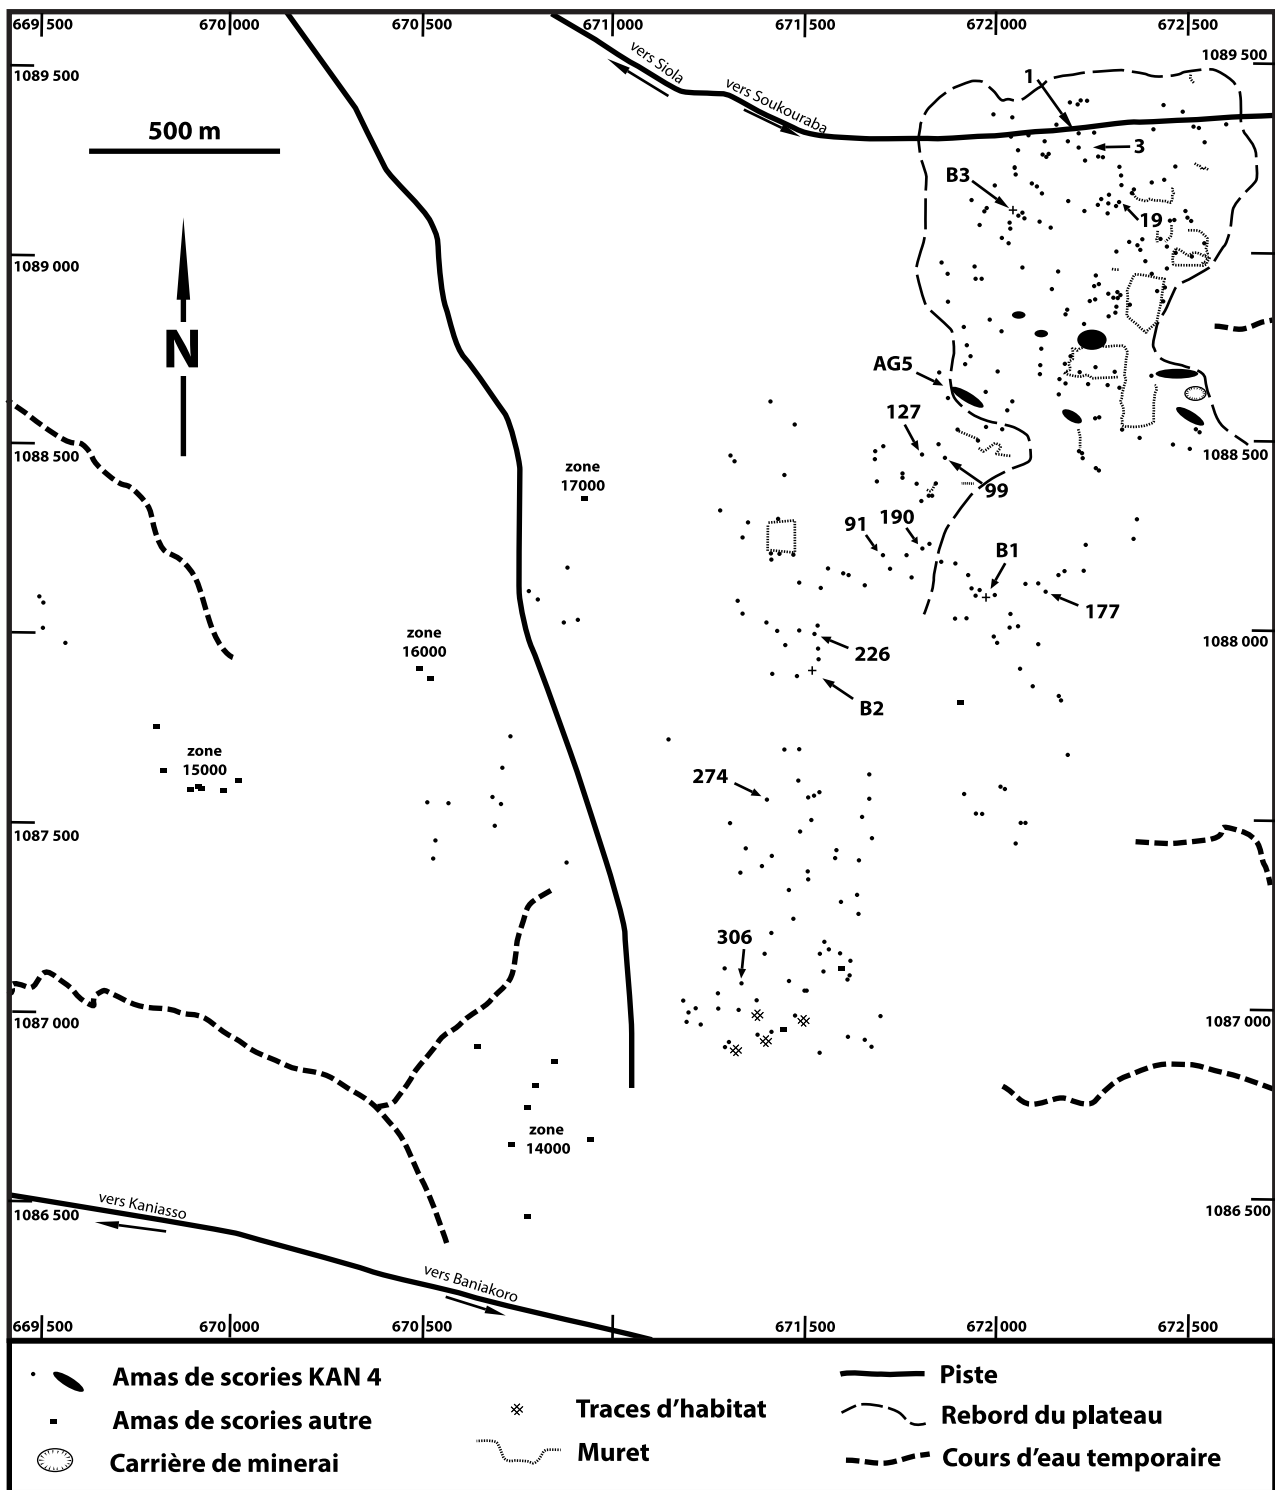 669 500
670 000
670 500
671 000
671 500
672 000
672 500
1089 500
1089 500
vers Siola
vers Soukouraba
1
3
500 m
B3
19
1089 000
N
AG5
127
1088 500
1088 500
zone
17000
99
91
190
B1
177
zone
16000
226
1088 000
B2
zone
15000
274
1087 500
306
1087 000
1087 000
zone
14000
vers Kaniasso
1086 500
1086 500
vers Baniakoro
669 500
670 000
670 500
671 500
672 000
672 500
Amas de scories KAN 4
Amas de scories autre
Carrière de minerai
Traces d'habitat
Muret
Piste
Rebord du plateau
Cours d'eau temporaire